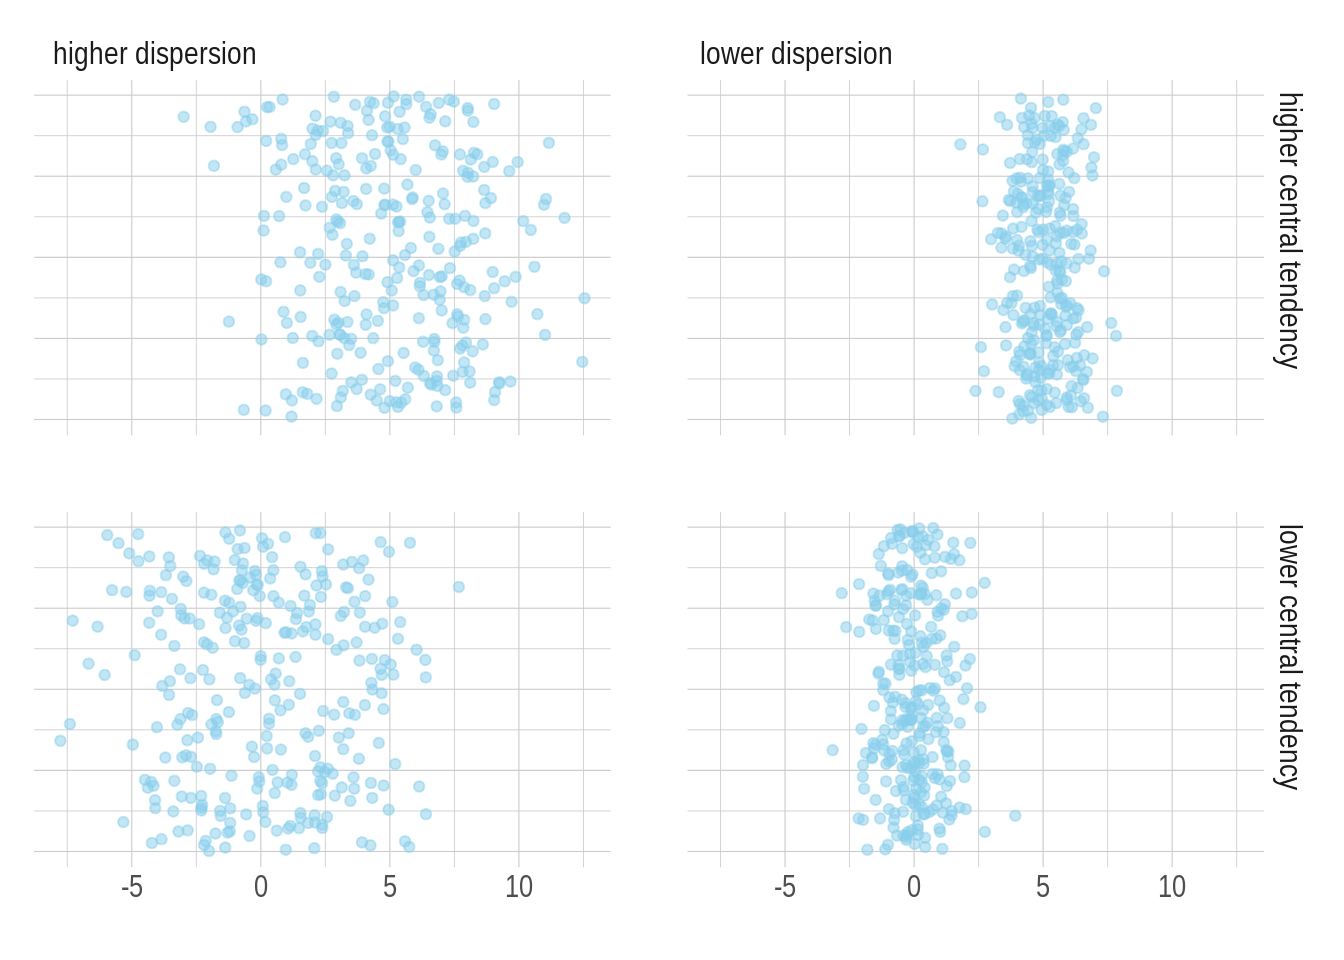 higher dispersion
lower dispersion
higher central tendency
lower central tendency
-5 0 5 10
-5 0 5 10